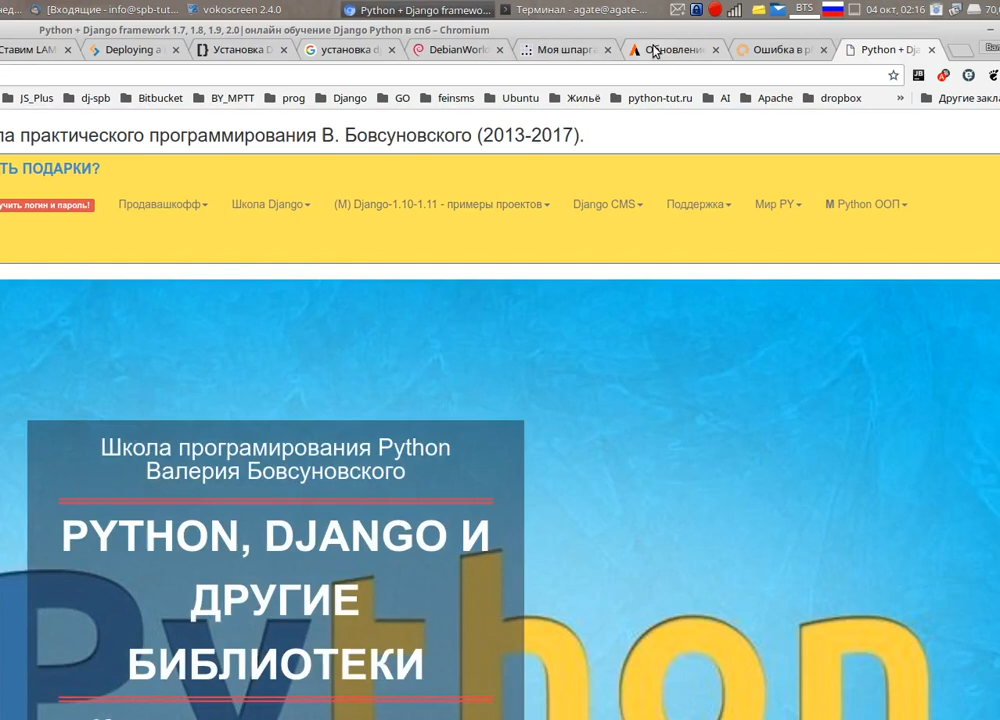 [Входящие - info@spb-tut...
vokoscreen 2.4.0
Python + Django framewo...
Терминал - agate@agate-...
BTS
04 окт, 02:16
70,
Python + Django framework 1.7, 1.8, 1.9, 2.0|онлайн обучение Django Python в спб – Chromium
Ставим LAM
Deploying a
Установка D
установка dj
DebianWorl
Моя шпарга
Ошибка в p
Python + Dja
JS_Plus
dj-spb
Bitbucket
BY_MPTT
prog
Django
GO
feinsms
Ubuntu
Жильё
python-tut.ru
AI
Apache
dropbox
»
Другие закла
ла практического программирования В. Бовсуновского (2013-2017).
ТЬ ПОДАРКИ?
учить логин и пароль!
Продавашкофф
Школа Django
(M) Django-1.10-1.11 - примеры проектов
Django CMS
Поддержка
Мир PY
M Python ООП
Школа програмирования Python
Валерия Бовсуновского
PYTHON, DJANGO И
ДРУГИЕ
БИБЛИОТЕКИ
Python